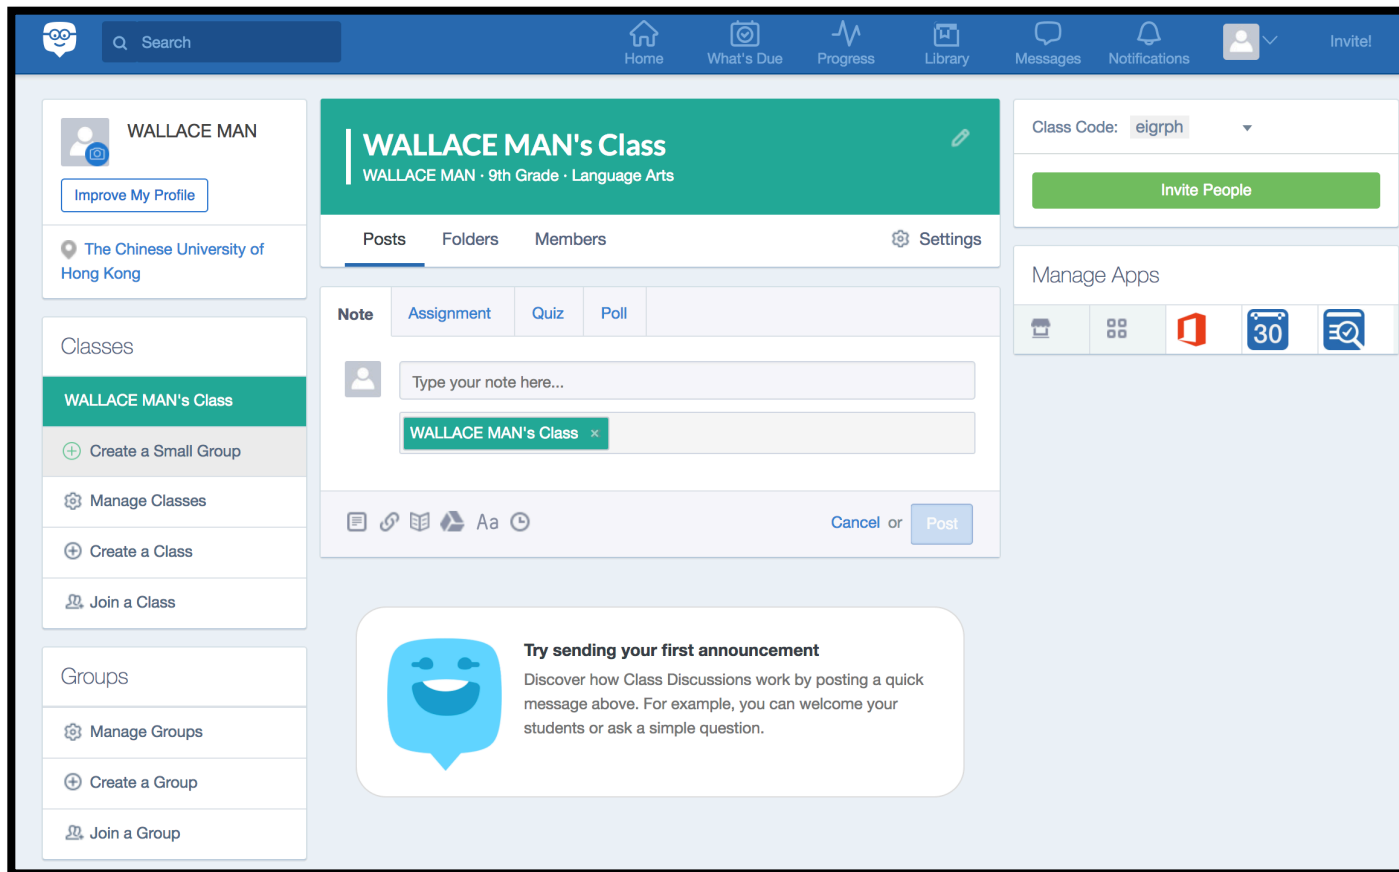 Search
Home
What's Due
Progress
Library
Messages
Notifications
Invite!
WALLACE MAN
Improve My Profile
The Chinese University of
Hong Kong
Classes
WALLACE MAN's Class
Create a Small Group
Manage Classes
Create a Class
Join a Class
Groups
Manage Groups
Create a Group
Join a Group
WALLACE MAN's Class
WALLACE MAN · 9th Grade · Language Arts
Posts
Folders
Members
Settings
Note
Assignment
Quiz
Poll
Type your note here...
WALLACE MAN's Class ×
Aa
Cancel or Post
Try sending your first announcement
Discover how Class Discussions work by posting a quick
message above. For example, you can welcome your
students or ask a simple question.
Class Code: eigrph
Invite People
Manage Apps
30